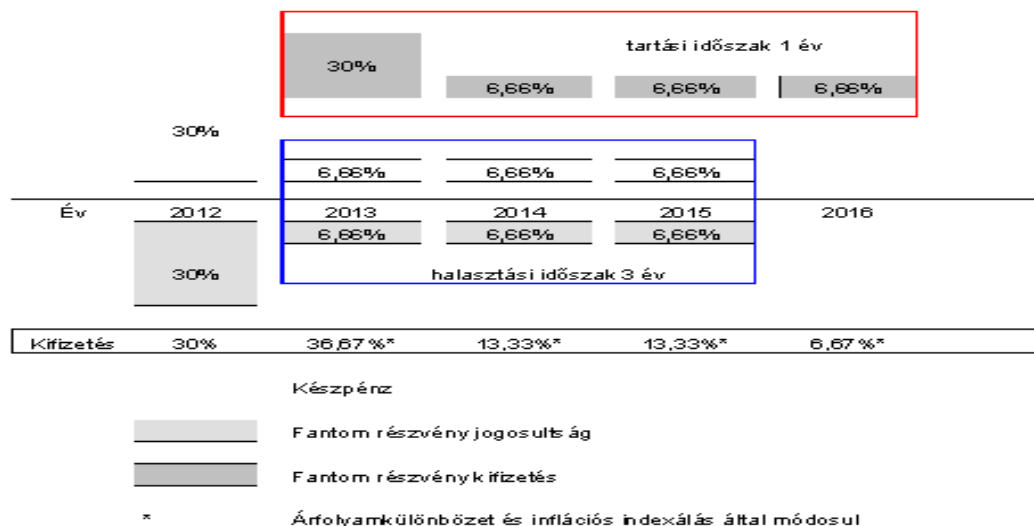 tartási időszak 1 év
30%
6,66% 6,66% 6,66%
30%
6,66% 6,66% 6,66%
Év 2012 2013 2014 2015 2016
6,66% 6,66% 6,66%
30% halasztási időszak 3 év
Kifizetés 30% 36,67%* 13,33%* 13,33%* 6,67%*
Készpénz
Fantom részvény jogosultság
Fantom részvény kifizetés
* Árfolyamkülönbözet és inflációs indexálás által módosul